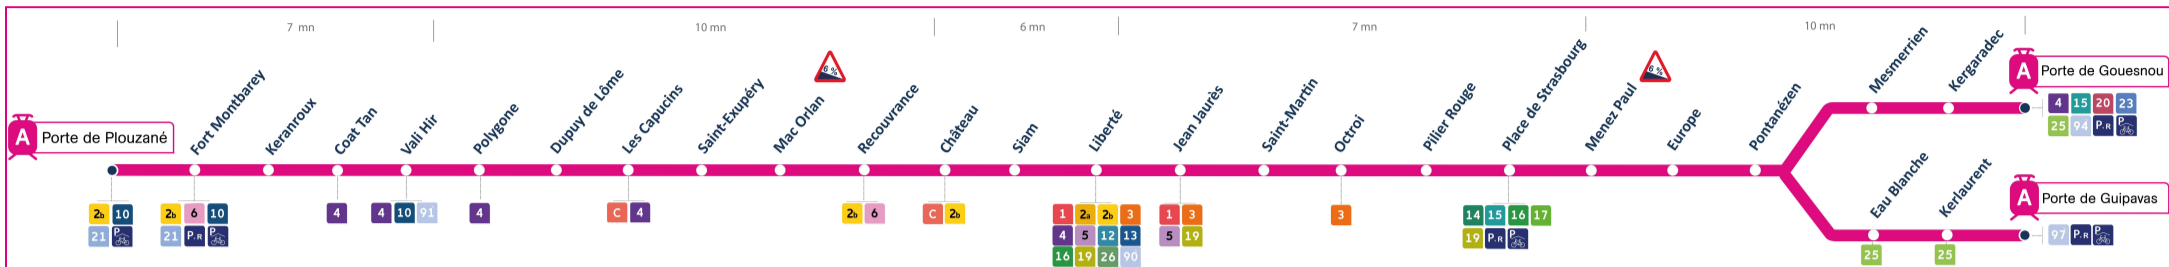 7 mn
10 mn
6 mn
7 mn
10 mn
6 %
6 %
A Porte de Plouzané
Fort Montbarey
Keranroux
Coat Tan
Vali Hir
Polygone
Dupuy de Lôme
Les Capucins
Saint-Exupéry
Mac Orlan
Recouvrance
Château
Siam
Liberté
Jean Jaurès
Saint-Martin
Octroi
Pilier Rouge
Place de Strasbourg
Menez Paul
Europe
Pontanézen
Mesmerrien
Kergaradec
A Porte de Gouesnou
4 15 20 23
25 94 P+R P
Eau Blanche
Kerlaurent
A Porte de Guipavas
97 P+R P
2b 10
21 P
2b 6 10
21 P+R P
4
4 10 91
4
C 4
2b 6
C 2b
1 2a 2b 3
4 5 12 13
16 19 26 90
1 3
5 19
3
14 15 16 17
19 P+R P
25
25